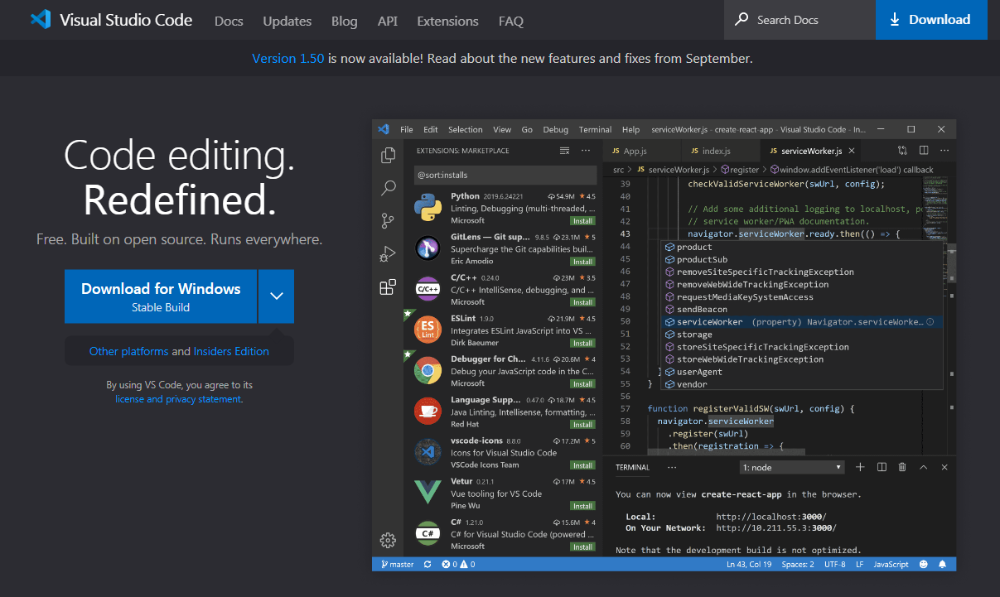 Visual Studio Code Docs Updates Blog API Extensions FAQ Search Docs Download
Version 1.50 is now available! Read about the new features and fixes from September.
Code editing.
Redefined.
Free. Built on open source. Runs everywhere.
Download for Windows
Stable Build
Other platforms and Insiders Edition
By using VS Code, you agree to its
license and privacy statement.
File Edit Selection View Go Debug Terminal Help serviceWorker.js - create-react-app - Visual Studio Code - In...
EXTENSIONS: MARKETPLACE
@sort:installs
Python 2019.6.24221 54.9M 4.5
Linting, Debugging (multi-threaded, ...
Microsoft Install
GitLens — Git sup... 9.8.5 23.1M 5
Supercharge the Git capabilities buil...
Eric Amodio Install
C/C++
C/C++ 0.24.0 23M 3.5
C/C++ IntelliSense, debugging, and ...
Microsoft Install
ES
Lint
ESLint 1.9.0 21.9M 4.5
Integrates ESLint JavaScript into VS ...
Dirk Baeumer Install
Debugger for Ch... 4.11.6 20.6M 4
Debug your JavaScript code in the C...
Microsoft Install
Language Supp... 0.47.0 18.7M 4.5
Java Linting, Intellisense, formatting, ...
Red Hat Install
vscode-icons 8.8.0 17.2M 5
Icons for Visual Studio Code
VSCode Icons Team Install
Vetur 0.21.1 17M 4.5
Vue tooling for VS Code
Pine Wu Install
C#
C# 1.21.0 15.6M 4
C# for Visual Studio Code (powered ...
Microsoft Install
JS App.js JS index.js JS serviceWorker.js
src > JS serviceWorker.js > register > window.addEventListener('load') callback
39 checkValidServiceWorker(swUrl, config);
40
41 // Add some additional logging to localhost, po
42 // service worker/PWA documentation.
43 navigator.serviceWorker.ready.then(() => {
44 product
45 productSub
46 removeSiteSpecificTrackingException
47 removeWebWideTrackingException
48 requestMediaKeySystemAccess
49 sendBeacon
50 serviceWorker (property) Navigator.serviceWorke...
51 storage
52 storeSiteSpecificTrackingException
53 storeWebWideTrackingException
54 } userAgent
55 } vendor
56
57 function registerValidSW(swUrl, config) {
58 navigator.serviceWorker
59 .register(swUrl)
60 .then(registration => {
TERMINAL ... 1: node
You can now view create-react-app in the browser.
Local: http://localhost:3000/
On Your Network: http://10.211.55.3:3000/
Note that the development build is not optimized.
master 0 0 Ln 43, Col 19 Spaces: 2 UTF-8 LF JavaScript